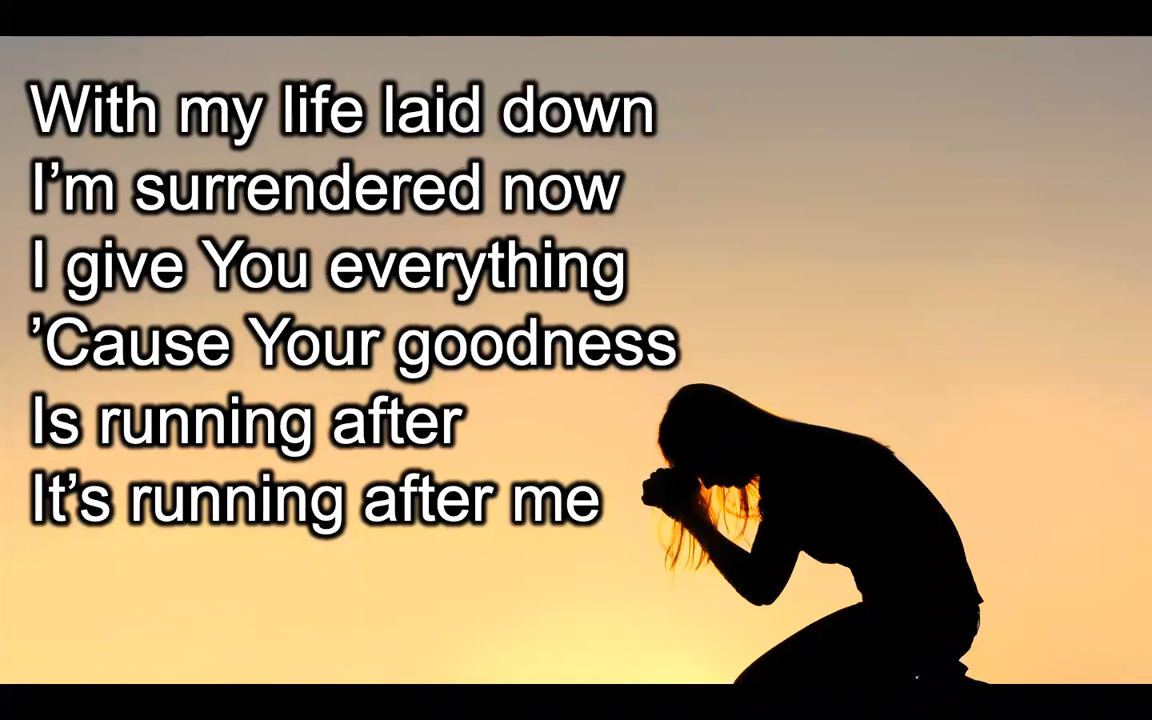 With my life laid down
I’m surrendered now
I give You everything
’Cause Your goodness
Is running after
It’s running after me